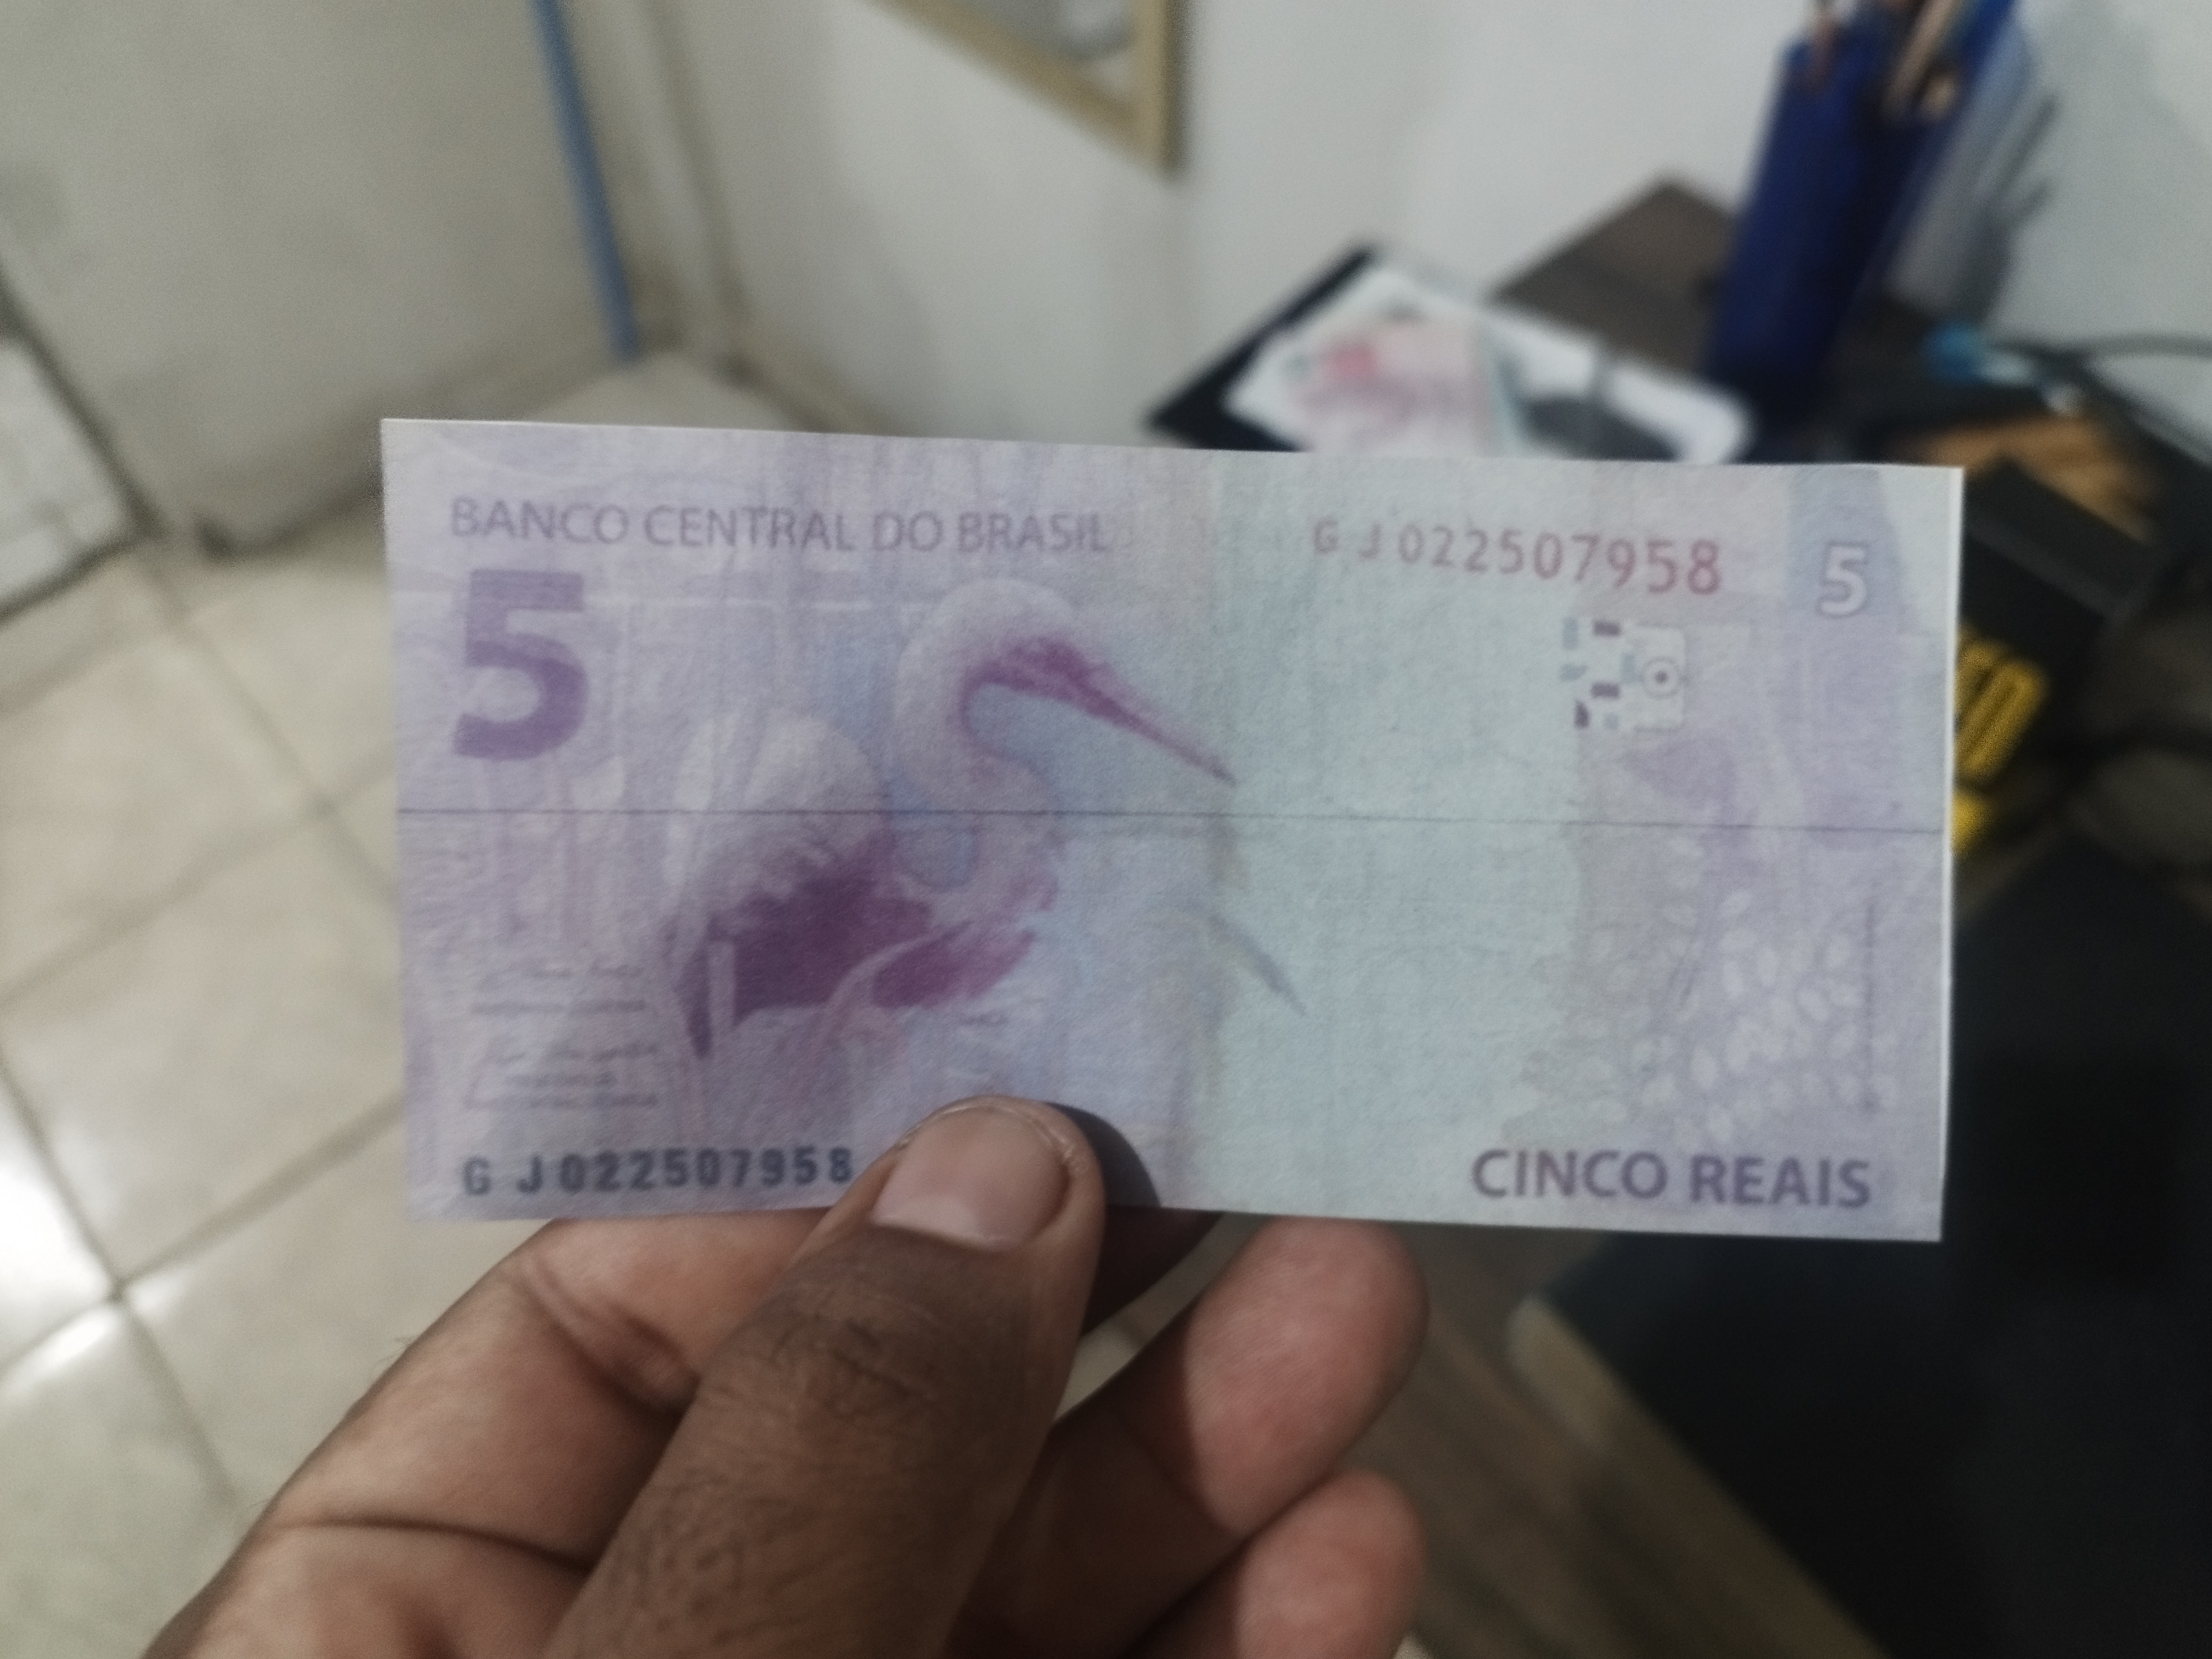 BANCO CENTRAL DO BRASIL
G J 022507958
5
5
G J 022507958
CINCO REAIS